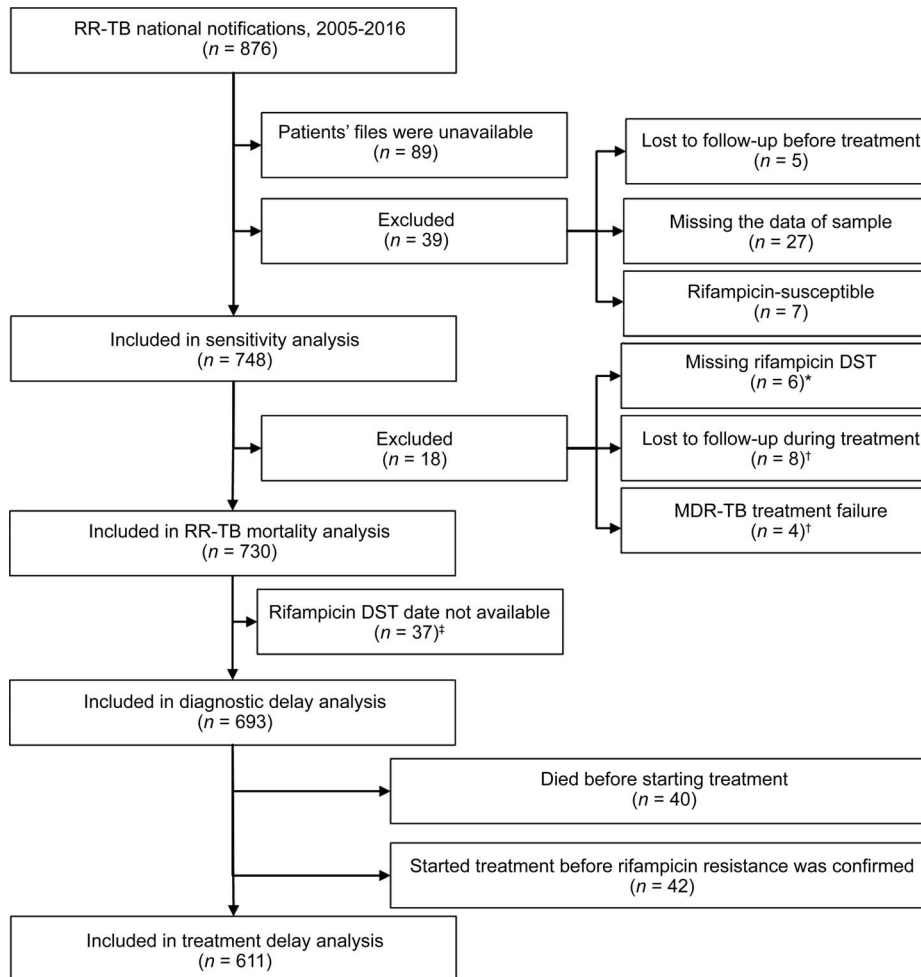 RR-TB national notifications, 2005-2016
(n = 876)
Patients' files were unavailable
(n = 89)
Excluded
(n = 39)
Lost to follow-up before treatment
(n = 5)
Missing the data of sample
(n = 27)
Rifampicin-susceptible
(n = 7)
Included in sensitivity analysis
(n = 748)
Excluded
(n = 18)
Missing rifampicin DST
(n = 6)*
Lost to follow-up during treatment
(n = 8)†
MDR-TB treatment failure
(n = 4)†
Included in RR-TB mortality analysis
(n = 730)
Rifampicin DST date not available
(n = 37)‡
Included in diagnostic delay analysis
(n = 693)
Died before starting treatment
(n = 40)
Started treatment before rifampicin resistance was confirmed
(n = 42)
Included in treatment delay analysis
(n = 611)